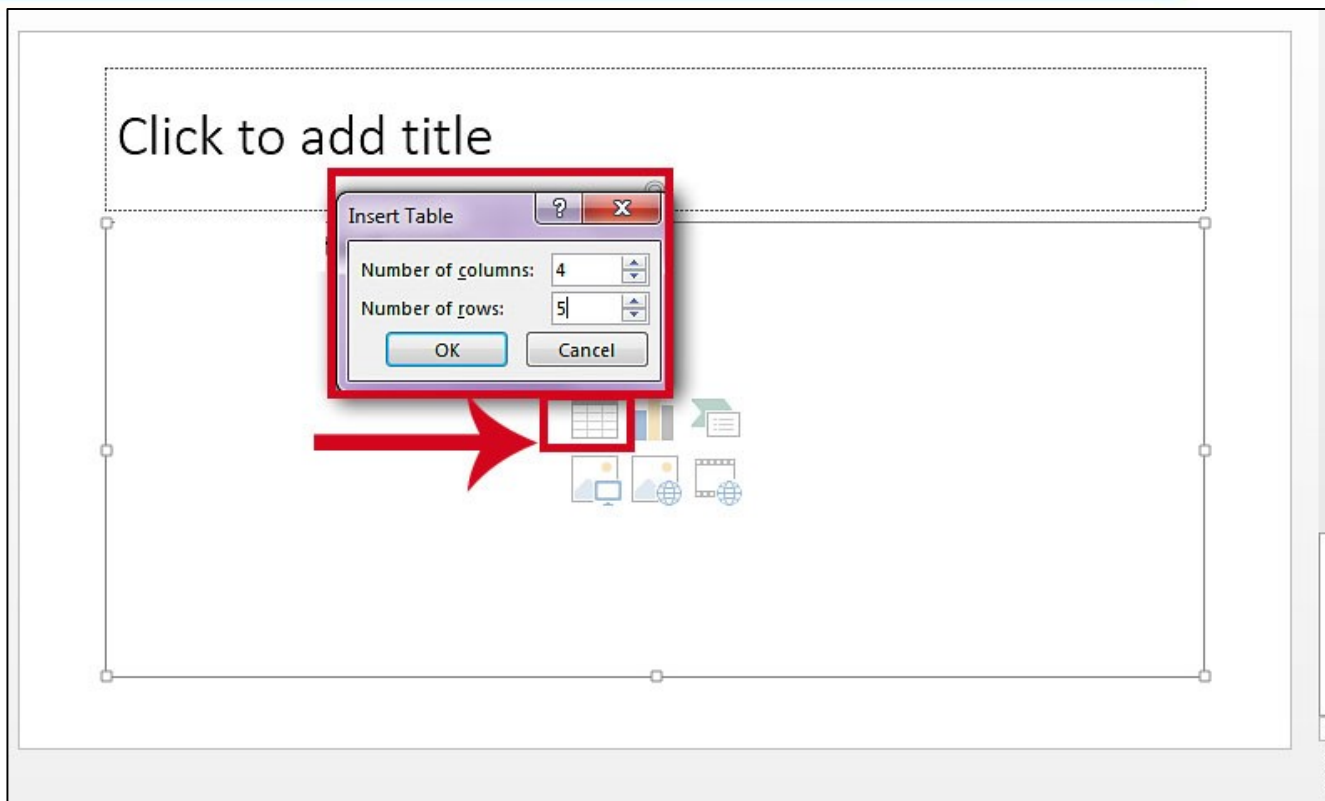 Click to add title
Insert Table
?
X
Number of columns: 4
Number of rows: 5
OK Cancel